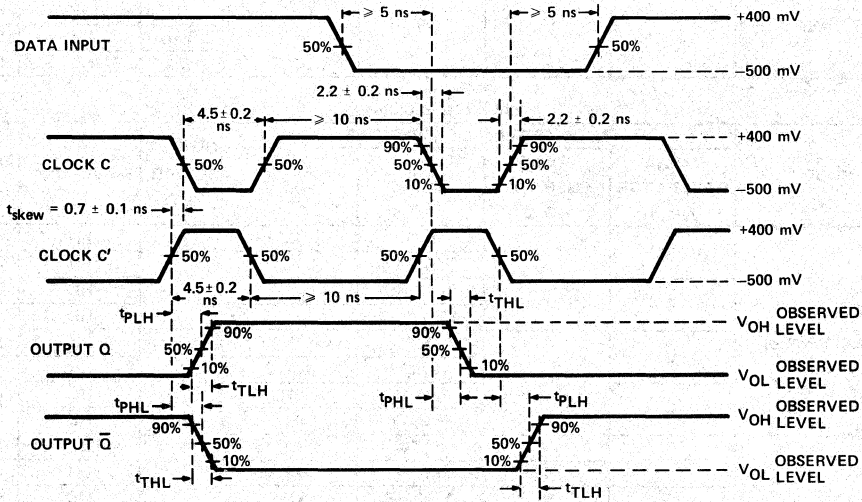 ⩾ 5 ns
⩾ 5 ns
+400 mV
DATA INPUT
50%
50%
−500 mV
2.2 ± 0.2 ns
4.5 ± 0.2
ns
⩾ 10 ns
2.2 ± 0.2 ns
+400 mV
90%
90%
CLOCK C
50%
50%
50%
50%
10%
10%
−500 mV
tskew = 0.7 ± 0.1 ns
+400 mV
CLOCK C′
50%
50%
50%
50%
−500 mV
4.5 ± 0.2
ns
⩾ 10 ns
tPLH
tTHL
90%
90%
VOH OBSERVED
LEVEL
OUTPUT Q
50%
50%
10%
10%
VOL OBSERVED
LEVEL
tTLH
tPHL
tPHL
tPLH
90%
90%
VOH OBSERVED
LEVEL
OUTPUT Q̅
50%
50%
10%
10%
VOL OBSERVED
LEVEL
tTHL
tTLH